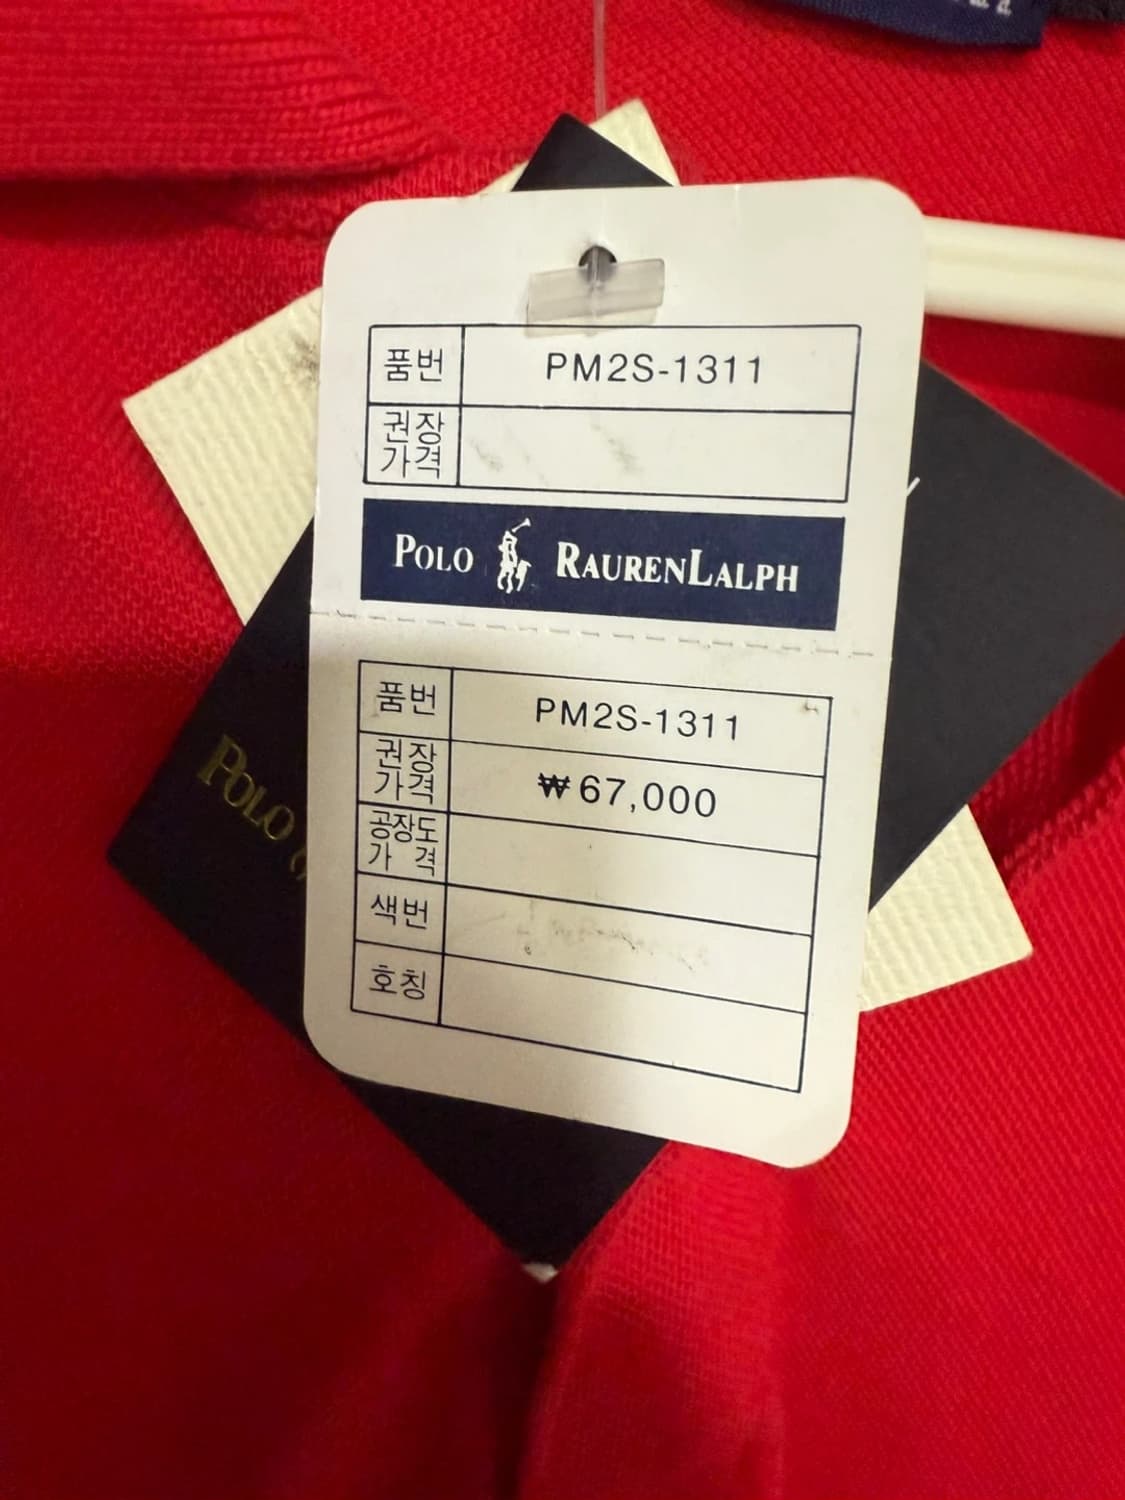 품번 PM2S-1311
권장
가격
POLO RAURENLALPH
품번 PM2S-1311
권장
가격 ₩67,000
공장도
가 격
색번
호칭
POLO